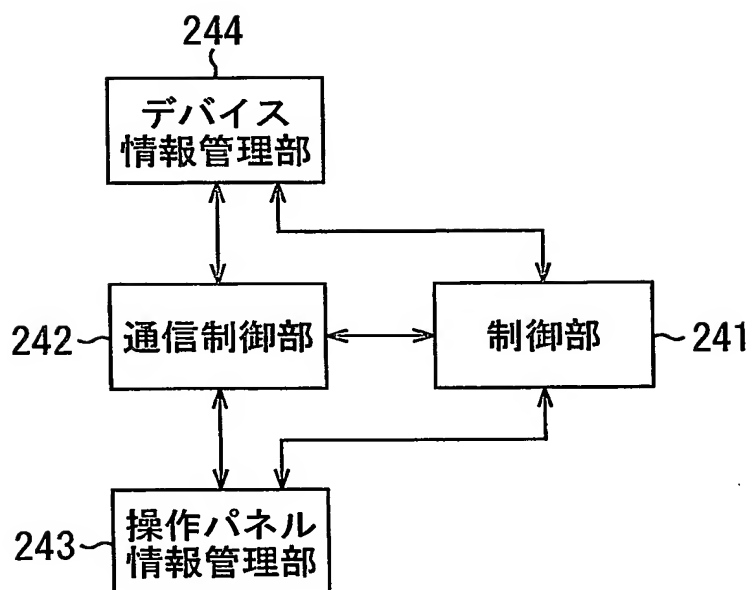 244
デバイス
情報管理部
242
通信制御部
制御部
241
243
操作パネル
情報管理部